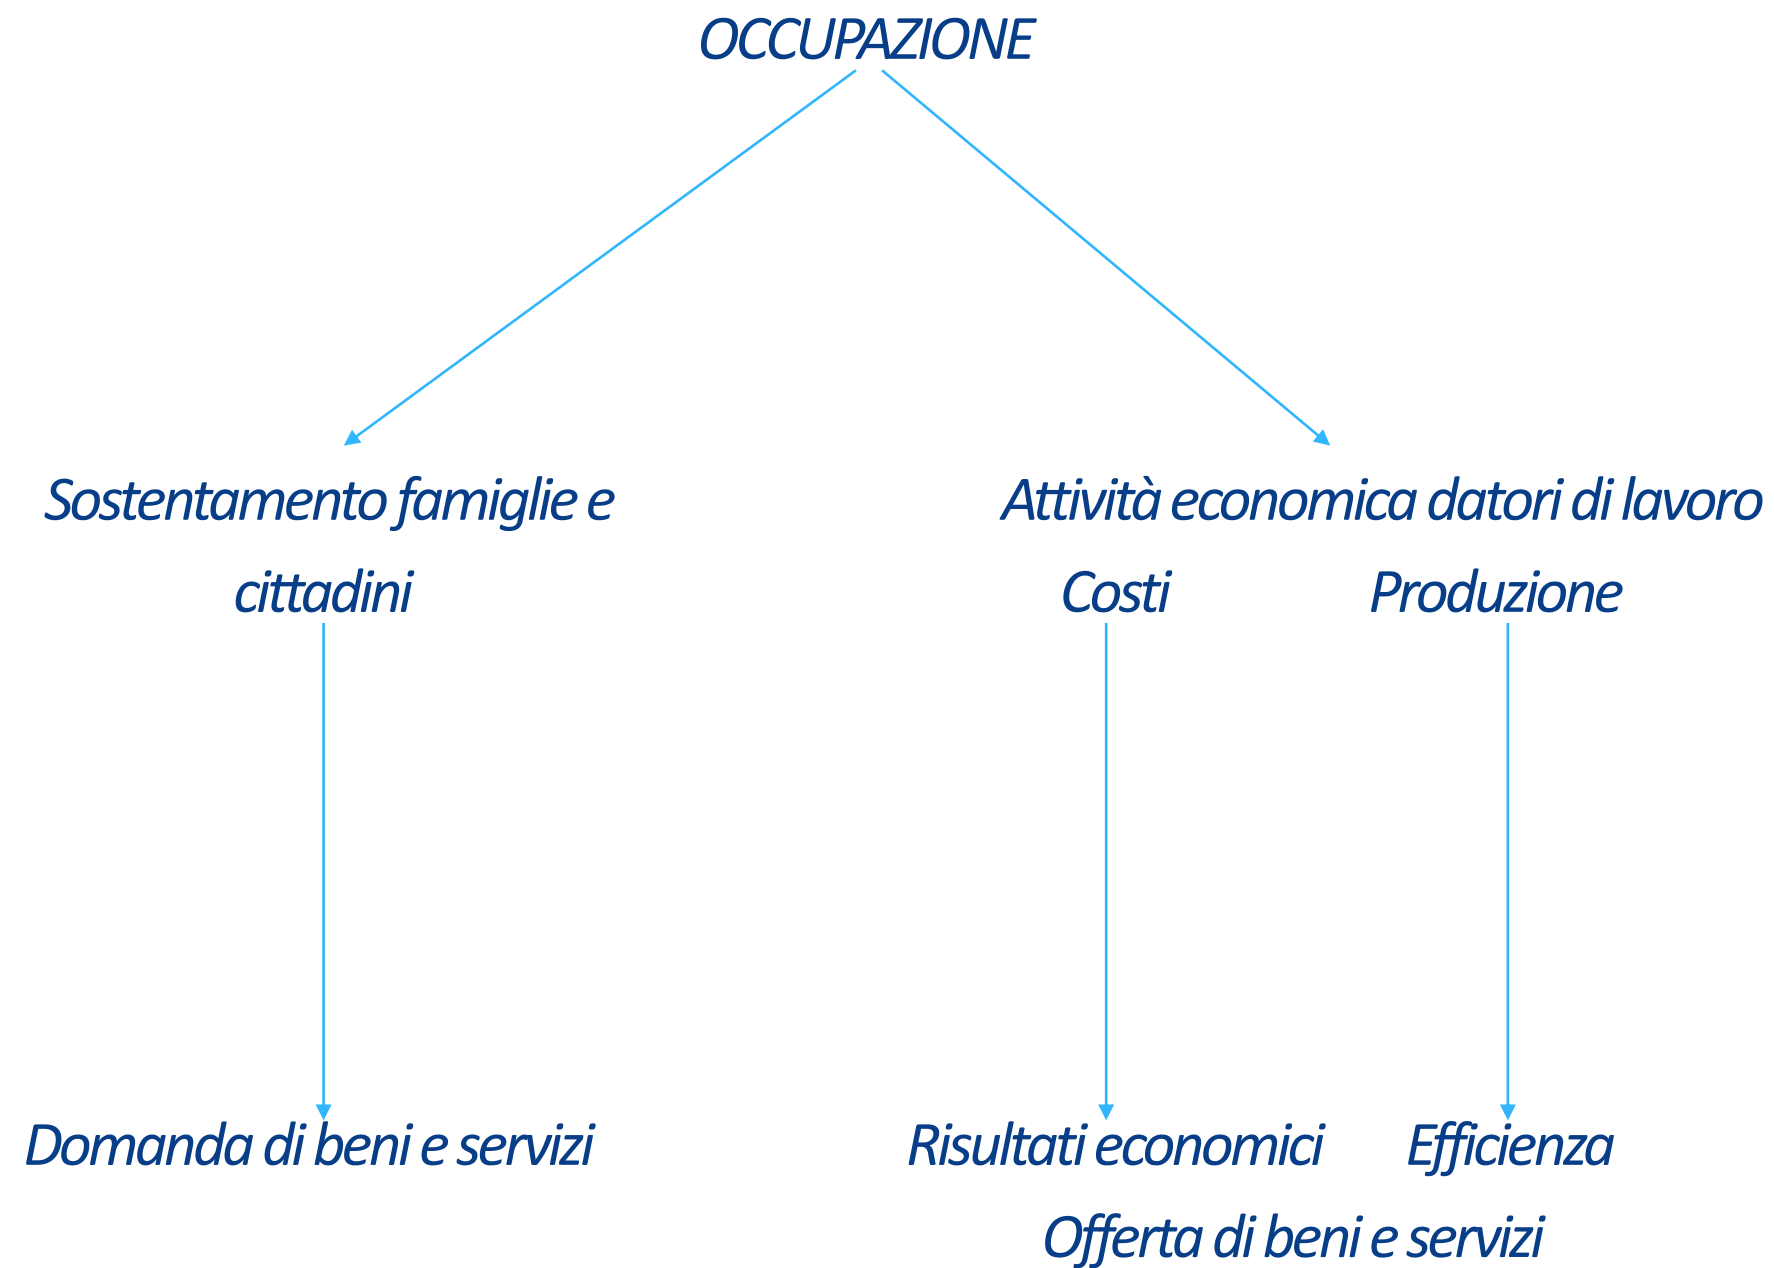 OCCUPAZIONE
Sostentamento famiglie e
cittadini
Attività economica datori di lavoro
Costi Produzione
Domanda di beni e servizi
Risultati economici Efficienza
Offerta di beni e servizi